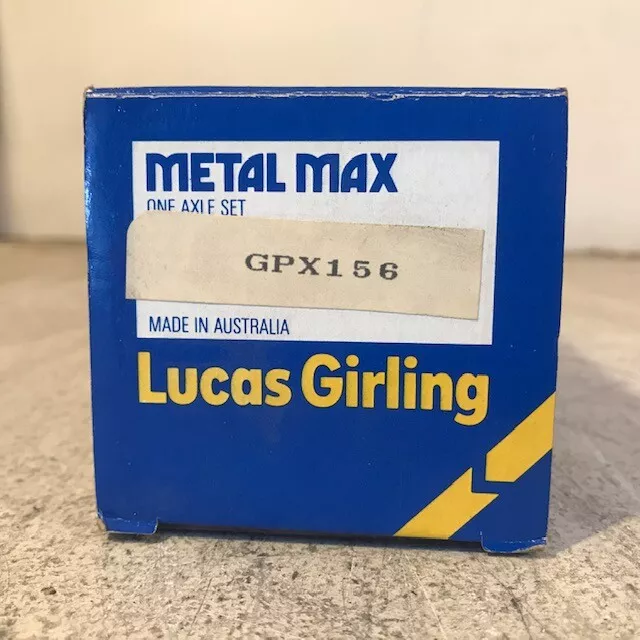 METAL MAX
ONE AXLE SET
GPX156
MADE IN AUSTRALIA
Lucas Girling